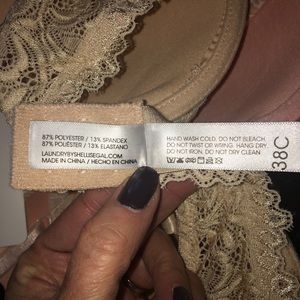 87% POLYESTER / 13% SPANDEX
87% POLIÉSTER / 13% ELASTANO
LAUNDRYBYSHELLISEGAL.COM
MADE IN CHINA / HECHO EN CHINA
HAND WASH COLD. DO NOT BLEACH.
DO NOT TWIST OR WRING. HANG DRY.
DO NOT IRON. DO NOT DRY CLEAN
38C